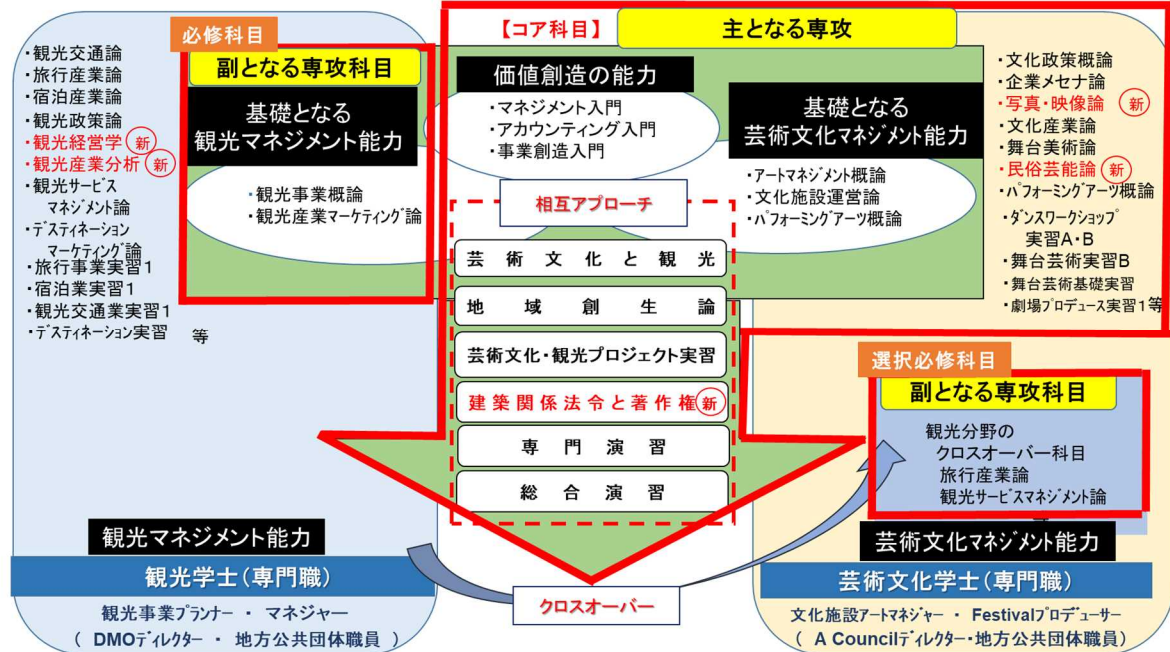 必修科目
・観光交通論
・旅行産業論
・宿泊産業論
・観光政策論
・観光経営学 新
・観光産業分析 新
・観光サービス
マネジメント論
・デスティネーション
マーケティング論
・旅行事業実習1
・宿泊業実習1
・観光交通業実習1
・デスティネーション実習 等
副となる専攻科目
基礎となる
観光マネジメント能力
・観光事業概論
・観光産業マーケティング論
【コア科目】
主となる専攻
価値創造の能力
・マネジメント入門
・アカウンティング入門
・事業創造入門
基礎となる
芸術文化マネジメント能力
・アートマネジメント概論
・文化施設運営論
・パフォーミングアーツ概論
・文化政策概論
・企業メセナ論
・写真・映像論 新
・文化産業論
・舞台美術論
・民俗芸能論 新
・パフォーミングアーツ概論
・ダンスワークショップ
実習A・B
・舞台芸術実習B
・舞台芸術基礎実習
・劇場プロデュース実習1等
相互アプローチ
芸術文化と観光
地域創生論
芸術文化・観光プロジェクト実習
建築関係法令と著作権 新
専門演習
総合演習
クロスオーバー
選択必修科目
副となる専攻科目
観光分野の
クロスオーバー科目
旅行産業論
観光サービスマネジメント論
観光マネジメント能力
観光学士(専門職)
観光事業プランナー ・ マネジャー
( DMOディレクター ・ 地方公共団体職員 )
芸術文化マネジメント能力
芸術文化学士(専門職)
文化施設アートマネジャー ・ Festivalプロデューサー
( A Councilディレクター・地方公共団体職員 )